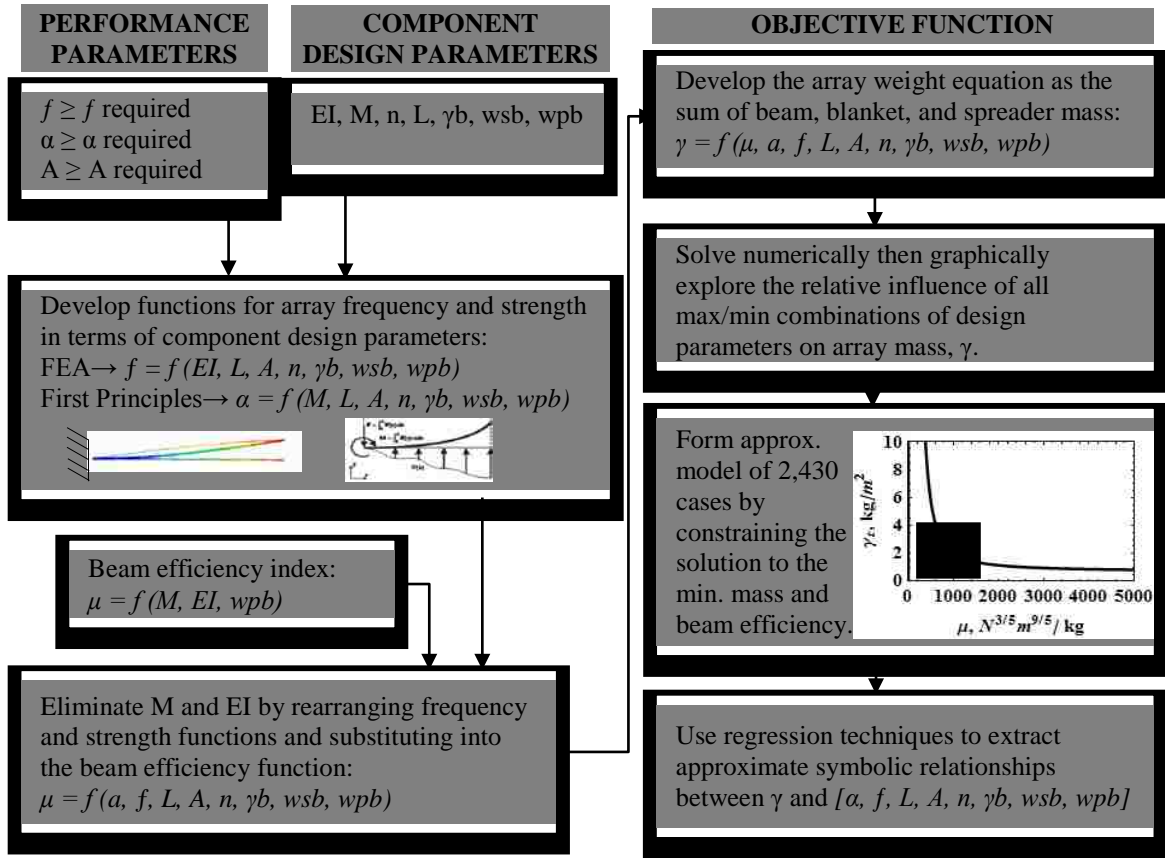 PERFORMANCE
PARAMETERS
f ≥ f required
α ≥ α required
A ≥ A required
COMPONENT
DESIGN PARAMETERS
EI, M, n, L, γb, wsb, wpb
Develop functions for array frequency and strength
in terms of component design parameters:
FEA→ f = f (EI, L, A, n, γb, wsb, wpb)
First Principles→ α = f (M, L, A, n, γb, wsb, wpb)
Beam efficiency index:
μ = f (M, EI, wpb)
Eliminate M and EI by rearranging frequency
and strength functions and substituting into
the beam efficiency function:
μ = f (a, f, L, A, n, γb, wsb, wpb)
OBJECTIVE FUNCTION
Develop the array weight equation as the
sum of beam, blanket, and spreader mass:
γ = f (μ, a, f, L, A, n, γb, wsb, wpb)
Solve numerically then graphically
explore the relative influence of all
max/min combinations of design
parameters on array mass, γ.
Form approx.
model of 2,430
cases by
constraining the
solution to the
min. mass and
beam efficiency.
10
8
6
4
2
0
0 1000 2000 3000 4000 5000
kg/m²
μ, N^3/5 m^9/5 / kg
Use regression techniques to extract
approximate symbolic relationships
between γ and [α, f, L, A, n, γb, wsb, wpb]